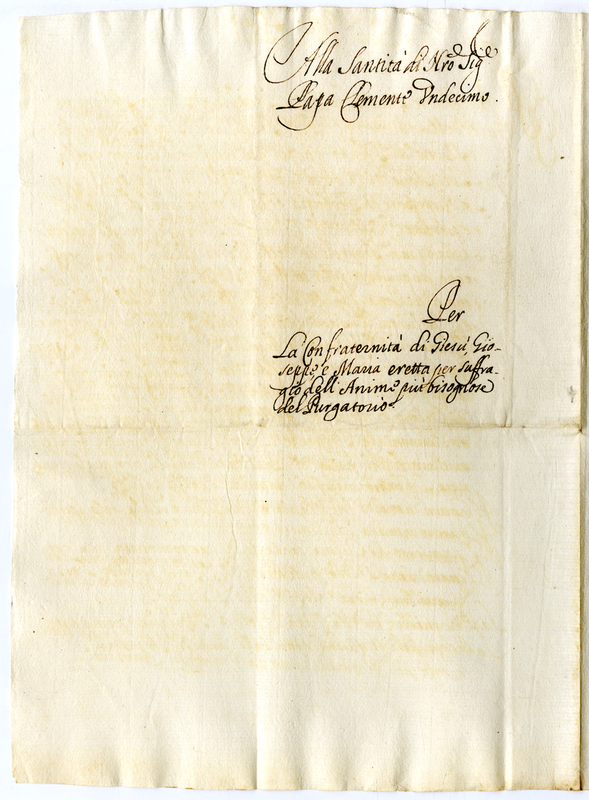 Alla Santità di Nro Sigre
Papa Clemente Undecimo.
Per
La Confraternità di Giesù, Gio-
seppe e Maria eretta per suffra-
gio dell'Anime più bisognose
del Purgatorio.